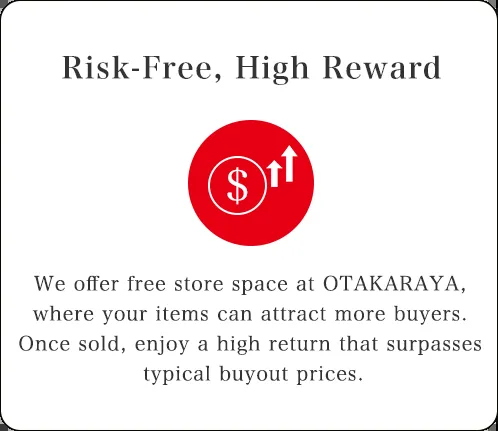 Risk-Free, High Reward
$
We offer free store space at OTAKARAYA,
where your items can attract more buyers.
Once sold, enjoy a high return that surpasses
typical buyout prices.